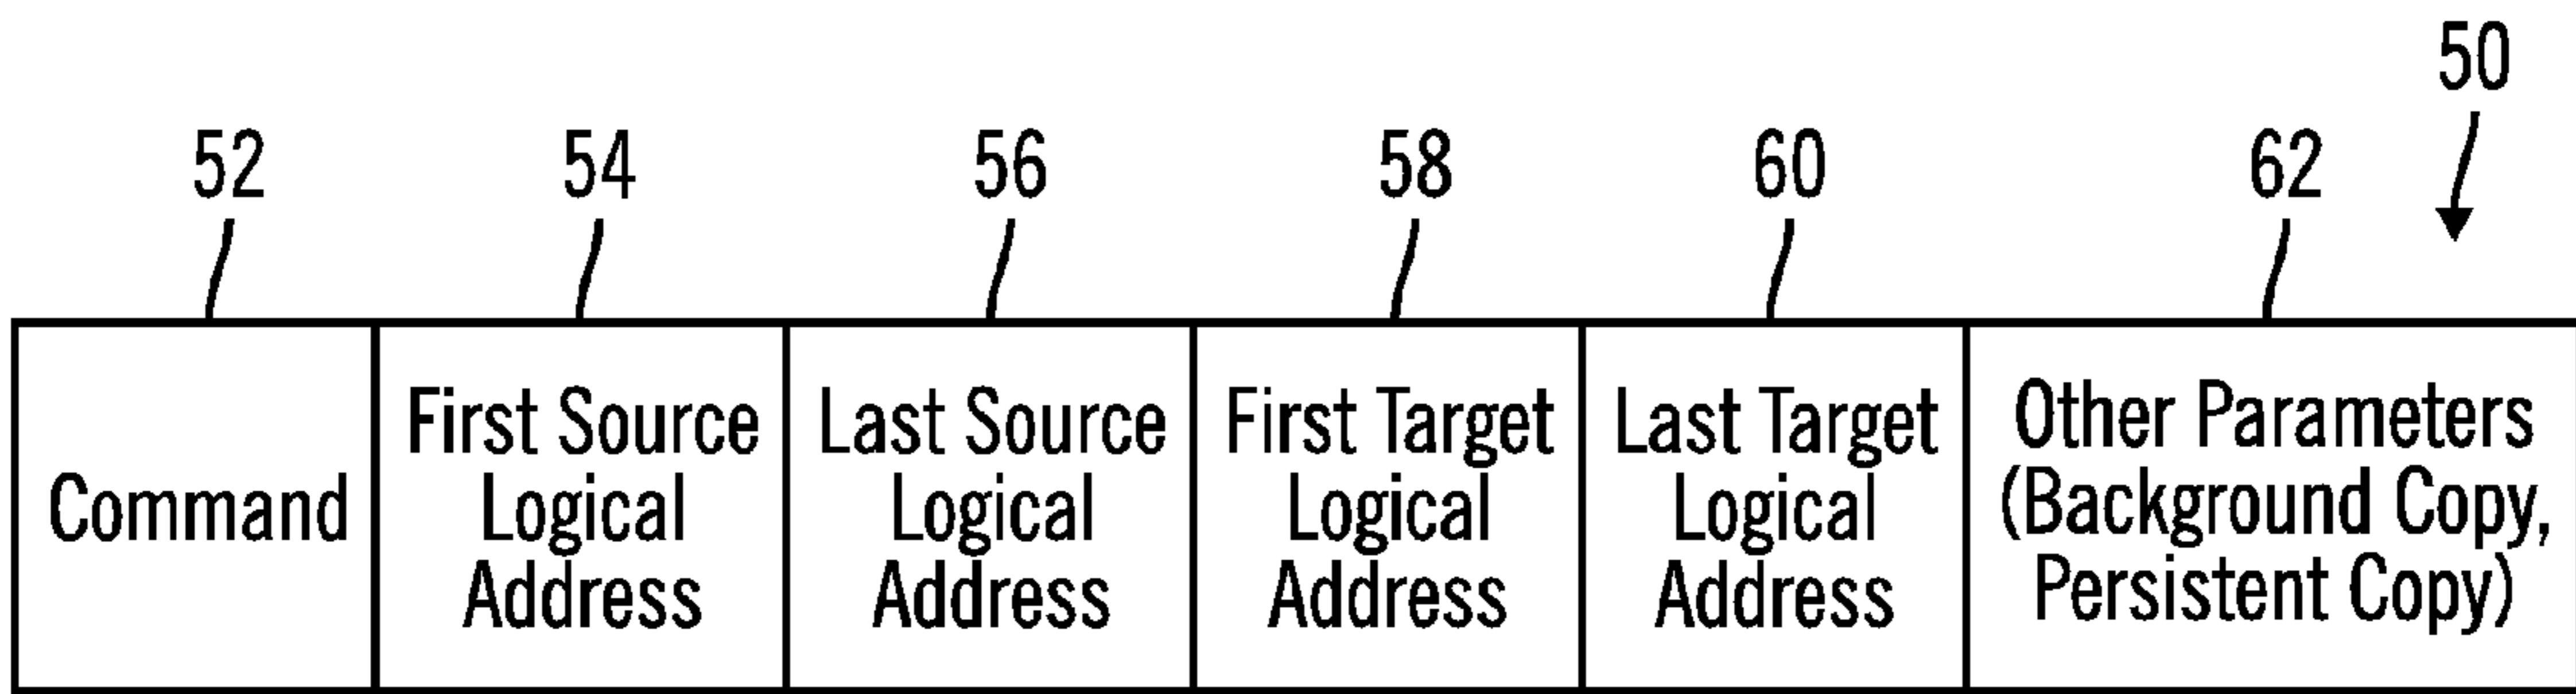 50
52
54
56
58
60
62
Command
First Source
Logical
Address
Last Source
Logical
Address
First Target
Logical
Address
Last Target
Logical
Address
Other Parameters
(Background Copy,
Persistent Copy)